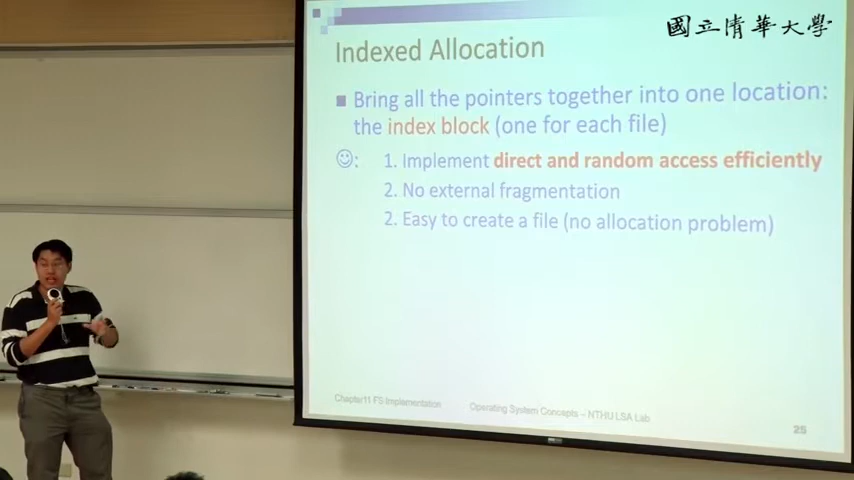 國立清華大學
Indexed Allocation
Bring all the pointers together into one location:
the index block (one for each file)
☺: 1. Implement direct and random access efficiently
2. No external fragmentation
2. Easy to create a file (no allocation problem)
Chapter11 FS Implementation Operating System Concepts – NTHU LSA Lab 25